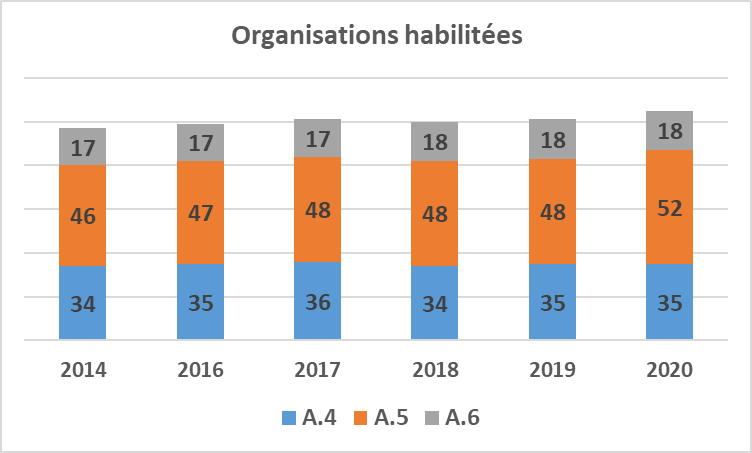 Organisations habilitées
17 17 17 18 18 18
46 47 48 48 48 52
34 35 36 34 35 35
2014 2016 2017 2018 2019 2020
A.4 A.5 A.6